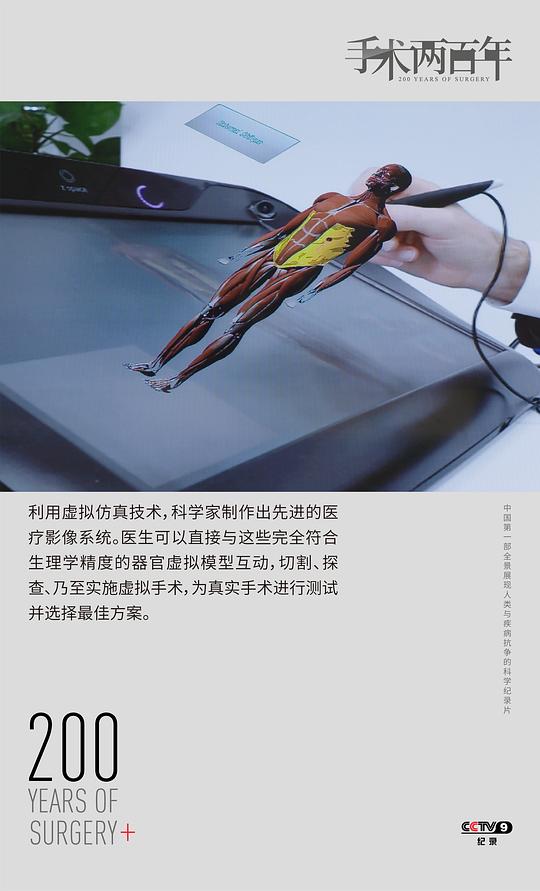 手术两百年
200 YEARS OF SURGERY
z space
利用虚拟仿真技术，科学家制作出先进的医
疗影像系统。医生可以直接与这些完全符合
生理学精度的器官虚拟模型互动，切割、探
查、乃至实施虚拟手术，为真实手术进行测试
并选择最佳方案。
中国第一部全景展现人类与疾病抗争的科学纪录片
200
YEARS OF
SURGERY+
CCTV 9
纪录